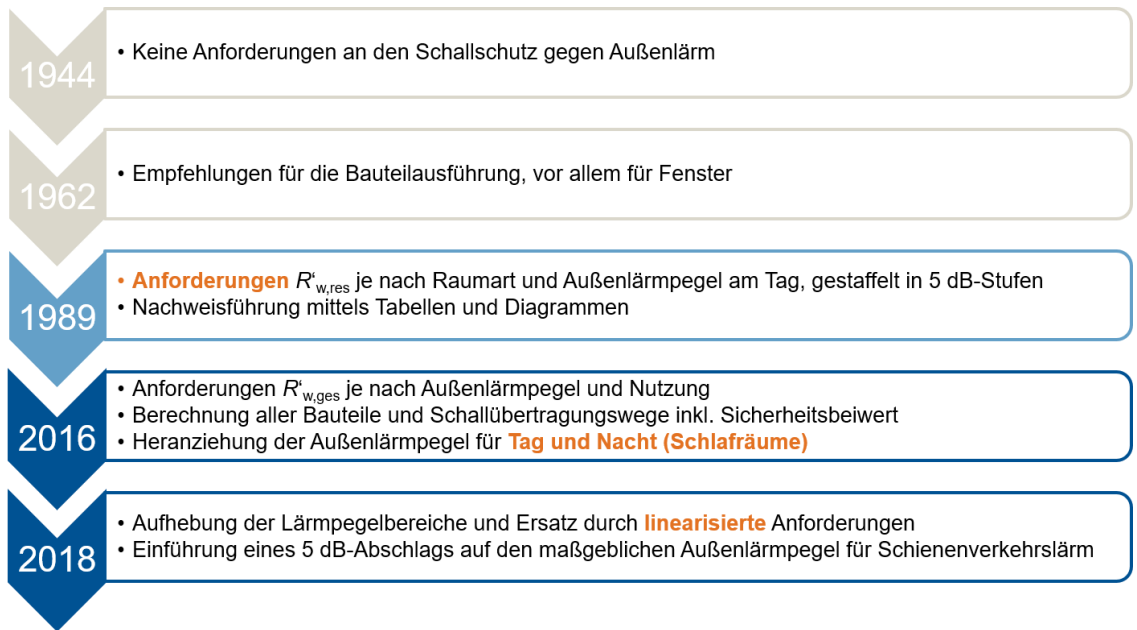 1944
• Keine Anforderungen an den Schallschutz gegen Außenlärm
1962
• Empfehlungen für die Bauteilausführung, vor allem für Fenster
1989
• Anforderungen R‘w,res je nach Raumart und Außenlärmpegel am Tag, gestaffelt in 5 dB-Stufen
• Nachweisführung mittels Tabellen und Diagrammen
2016
• Anforderungen R‘w,ges je nach Außenlärmpegel und Nutzung
• Berechnung aller Bauteile und Schallübertragungswege inkl. Sicherheitsbeiwert
• Heranziehung der Außenlärmpegel für Tag und Nacht (Schlafräume)
2018
• Aufhebung der Lärmpegelbereiche und Ersatz durch linearisierte Anforderungen
• Einführung eines 5 dB-Abschlags auf den maßgeblichen Außenlärmpegel für Schienenverkehrslärm